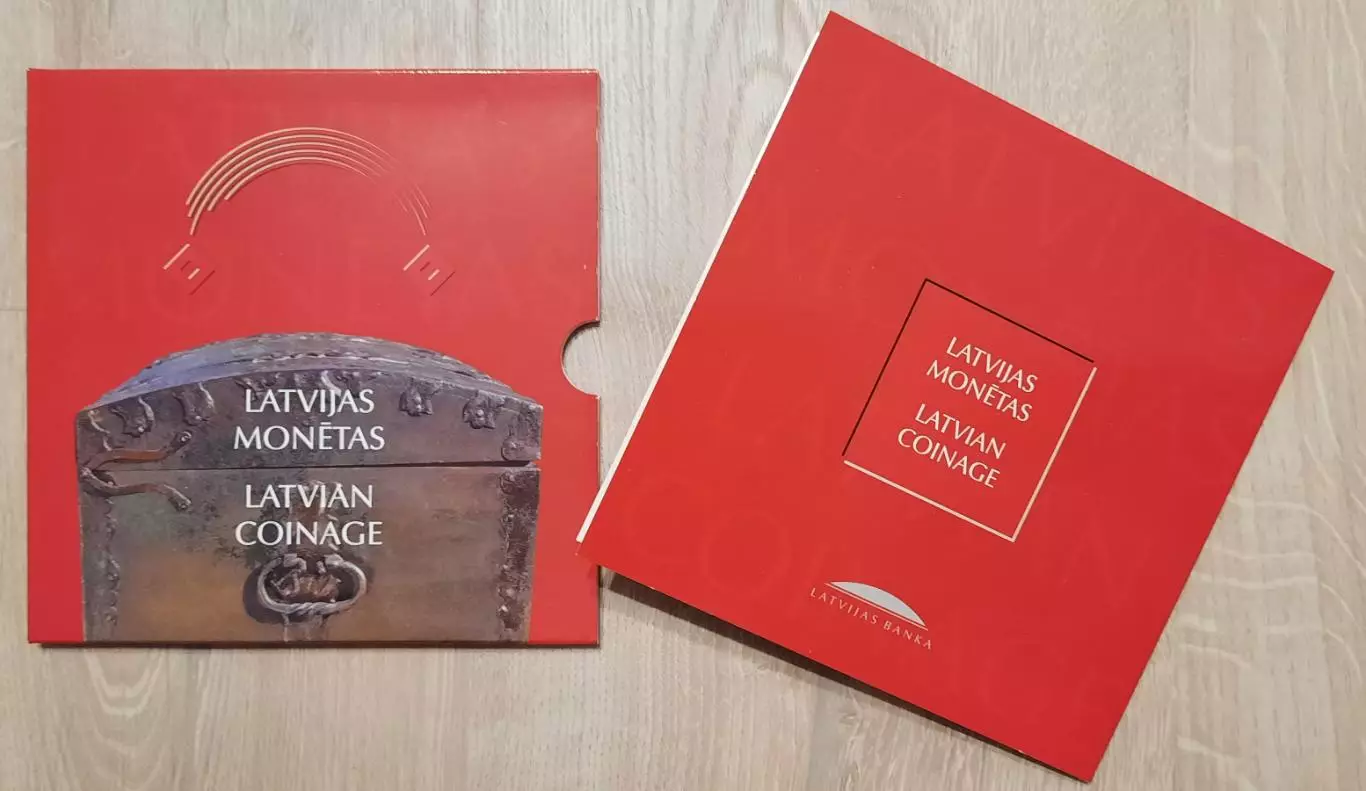 LATVIJAS
MONĒTAS
LATVIAN
COINAGE
LATVIJAS
MONĒTAS
LATVIAN
COINAGE
LATVIJAS BANKA